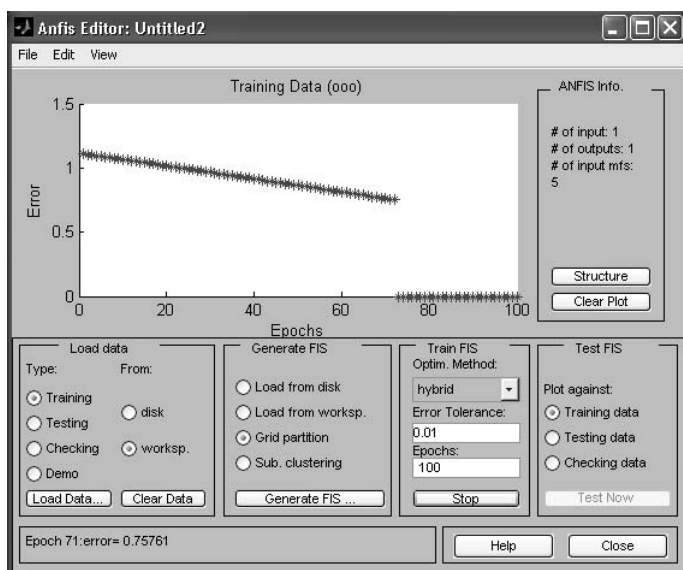 Anfis Editor: Untitled2
File Edit View
Training Data (ooo)
1.5
1
0.5
0
Error
0 20 40 60 80 100
Epochs
ANFIS Info.
# of input: 1
# of outputs: 1
# of input mfs:
5
Structure
Clear Plot
Load data
Type: From:
Training
Testing
Checking
Demo
disk
worksp.
Load Data... Clear Data
Generate FIS
Load from disk
Load from worksp.
Grid partition
Sub. clustering
Generate FIS ...
Train FIS
Optim. Method:
hybrid
Error Tolerance:
0.01
Epochs:
100
Stop
Test FIS
Plot against:
Training data
Testing data
Checking data
Test Now
Epoch 71:error= 0.75761
Help Close